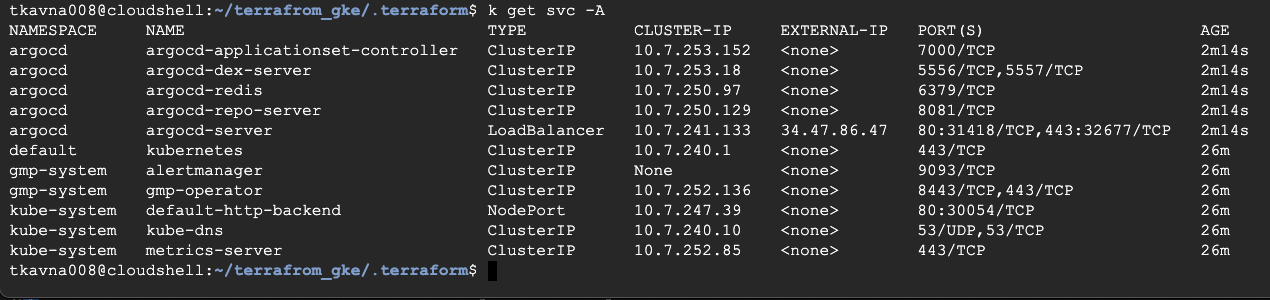 tkavna008@cloudshell:~/terrafrom_gke/.terraform$ k get svc -A
NAMESPACE NAME TYPE CLUSTER-IP EXTERNAL-IP PORT(S) AGE
argocd argocd-applicationset-controller ClusterIP 10.7.253.152 <none> 7000/TCP 2m14s
argocd argocd-dex-server ClusterIP 10.7.253.18 <none> 5556/TCP,5557/TCP 2m14s
argocd argocd-redis ClusterIP 10.7.250.97 <none> 6379/TCP 2m14s
argocd argocd-repo-server ClusterIP 10.7.250.129 <none> 8081/TCP 2m14s
argocd argocd-server LoadBalancer 10.7.241.133 34.47.86.47 80:31418/TCP,443:32677/TCP 2m14s
default kubernetes ClusterIP 10.7.240.1 <none> 443/TCP 26m
gmp-system alertmanager ClusterIP None <none> 9093/TCP 26m
gmp-system gmp-operator ClusterIP 10.7.252.136 <none> 8443/TCP,443/TCP 26m
kube-system default-http-backend NodePort 10.7.247.39 <none> 80:30054/TCP 26m
kube-system kube-dns ClusterIP 10.7.240.10 <none> 53/UDP,53/TCP 26m
kube-system metrics-server ClusterIP 10.7.252.85 <none> 443/TCP 26m
tkavna008@cloudshell:~/terrafrom_gke/.terraform$